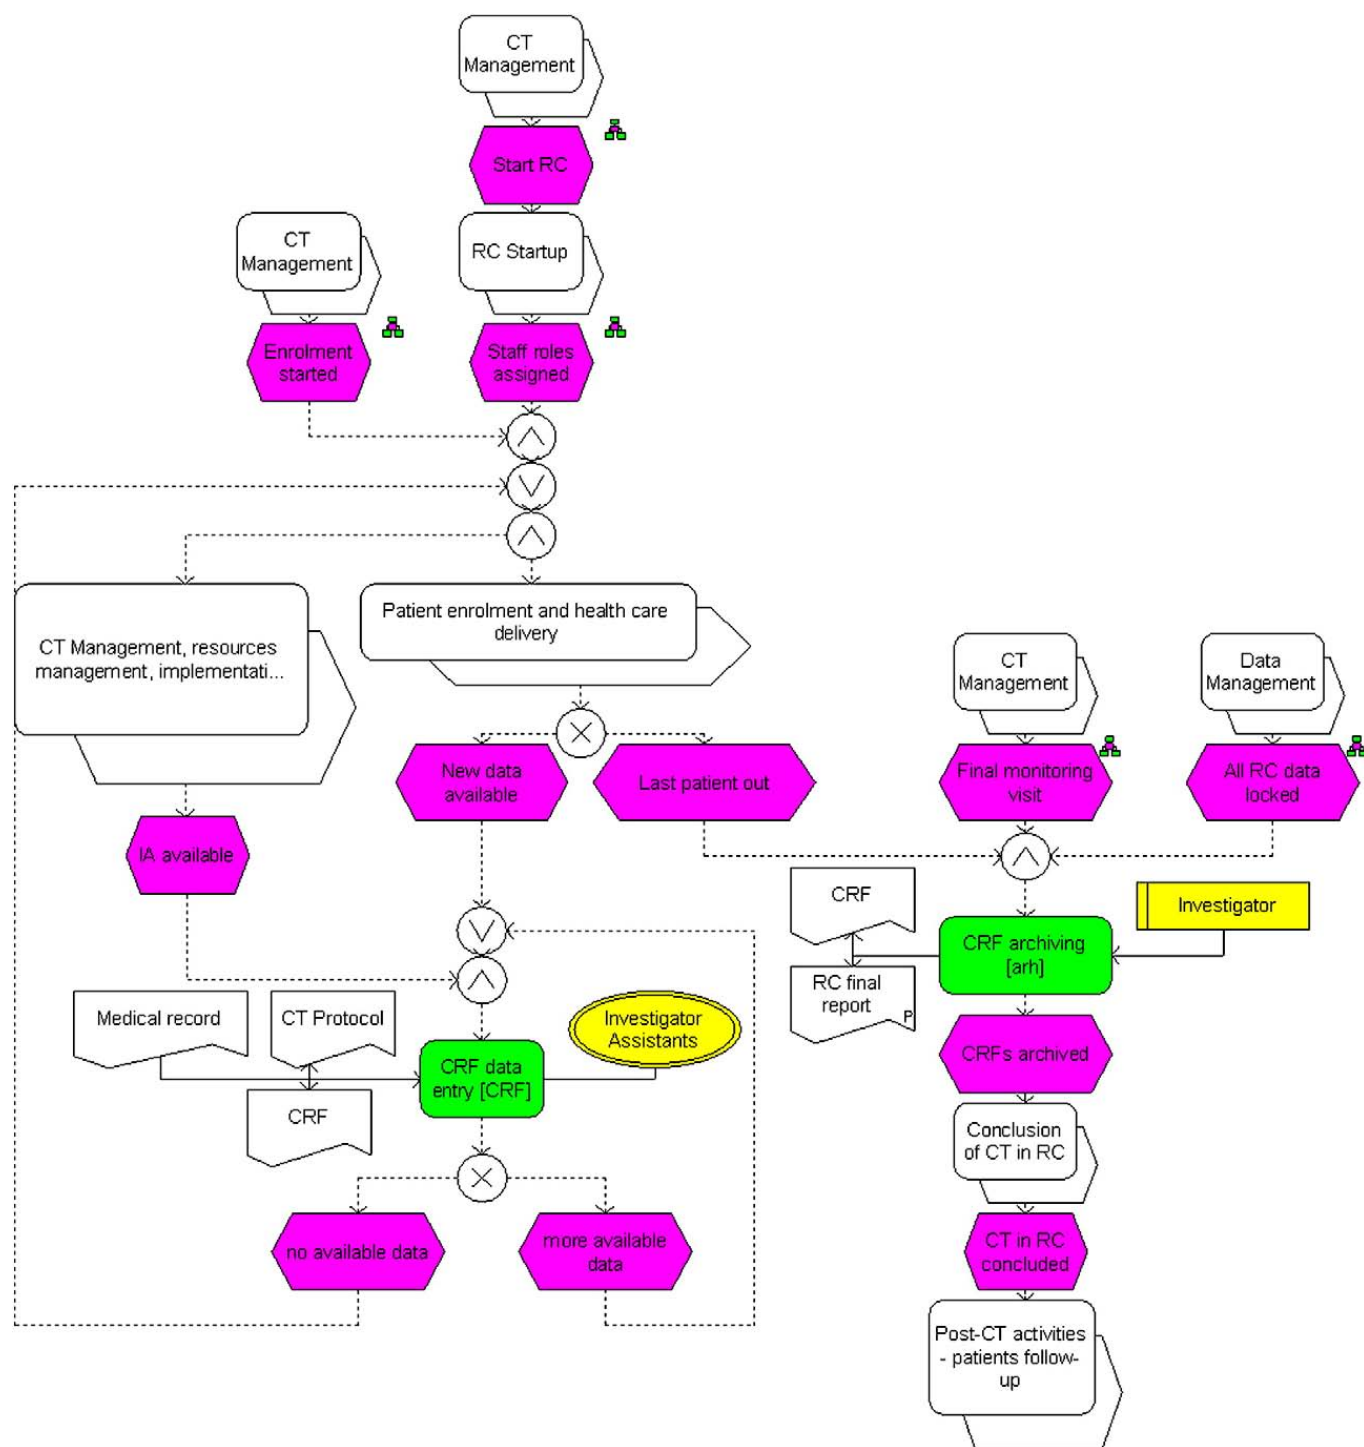 CT
Management
Start RC
CT
Management
RC Startup
Enrolment
started
Staff roles
assigned
Patient enrolment and health care
delivery
CT Management, resources
management, implementati...
CT
Management
Data
Management
New data
available
Last patient out
Final monitoring
visit
All RC data
locked
IA available
CRF
Investigator
CRF archiving
[arh]
RC final
report
P
Medical record
CT Protocol
Investigator
Assistants
CRF data
entry [CRF]
CRF
CRFs archived
Conclusion
of CT in RC
no available data
more available
data
CT in RC
concluded
Post-CT activities
- patients follow-
up